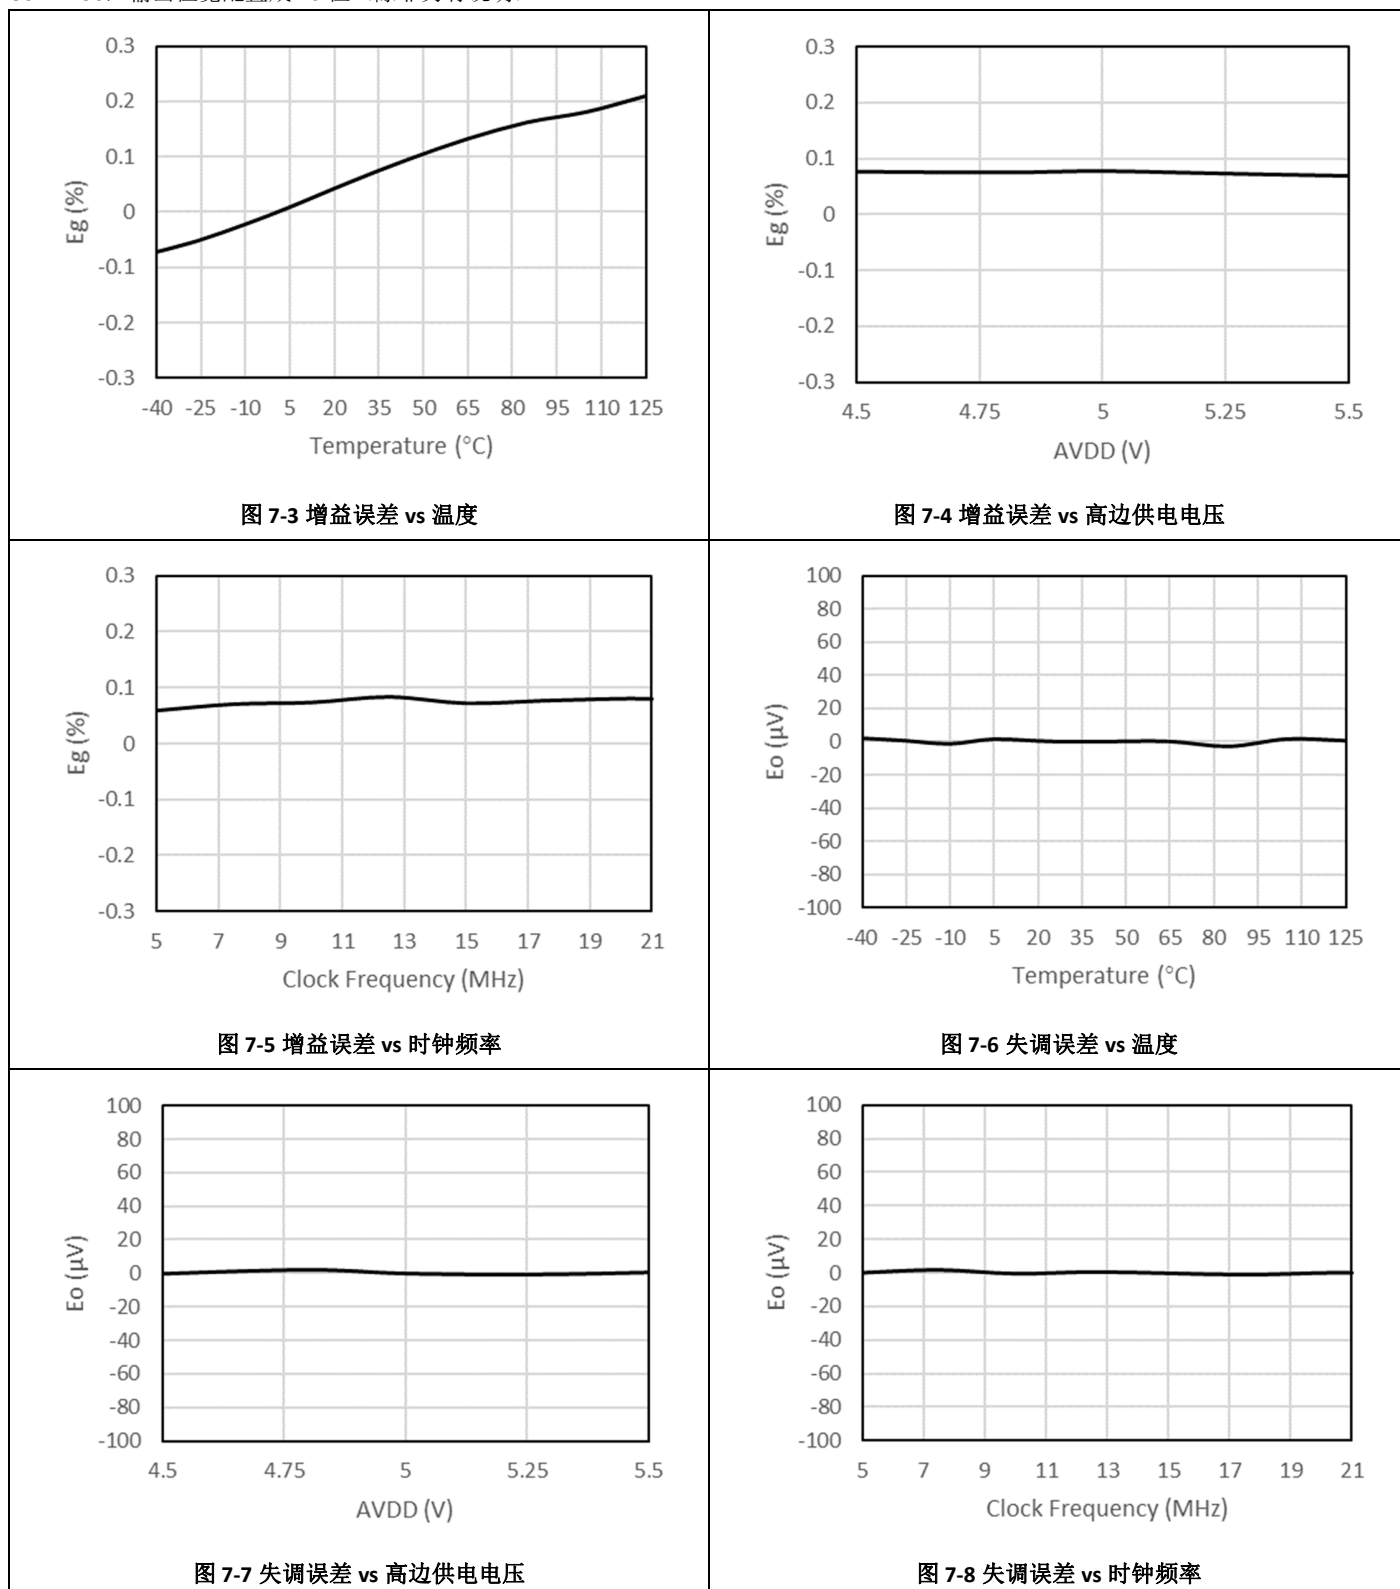 0.3
0.2
0.1
0
-0.1
-0.2
-0.3
Eg (%)
-40 -25 -10 5 20 35 50 65 80 95 110 125
Temperature (°C)
图 7-3 增益误差 vs 温度
0.3
0.2
0.1
0
-0.1
-0.2
-0.3
Eg (%)
4.5 4.75 5 5.25 5.5
AVDD (V)
图 7-4 增益误差 vs 高边供电电压
0.3
0.2
0.1
0
-0.1
-0.2
-0.3
Eg (%)
5 7 9 11 13 15 17 19 21
Clock Frequency (MHz)
图 7-5 增益误差 vs 时钟频率
100
80
60
40
20
0
-20
-40
-60
-80
-100
Eo (µV)
-40 -25 -10 5 20 35 50 65 80 95 110 125
Temperature (°C)
图 7-6 失调误差 vs 温度
100
80
60
40
20
0
-20
-40
-60
-80
-100
Eo (µV)
4.5 4.75 5 5.25 5.5
AVDD (V)
图 7-7 失调误差 vs 高边供电电压
100
80
60
40
20
0
-20
-40
-60
-80
-100
Eo (µV)
5 7 9 11 13 15 17 19 21
Clock Frequency (MHz)
图 7-8 失调误差 vs 时钟频率